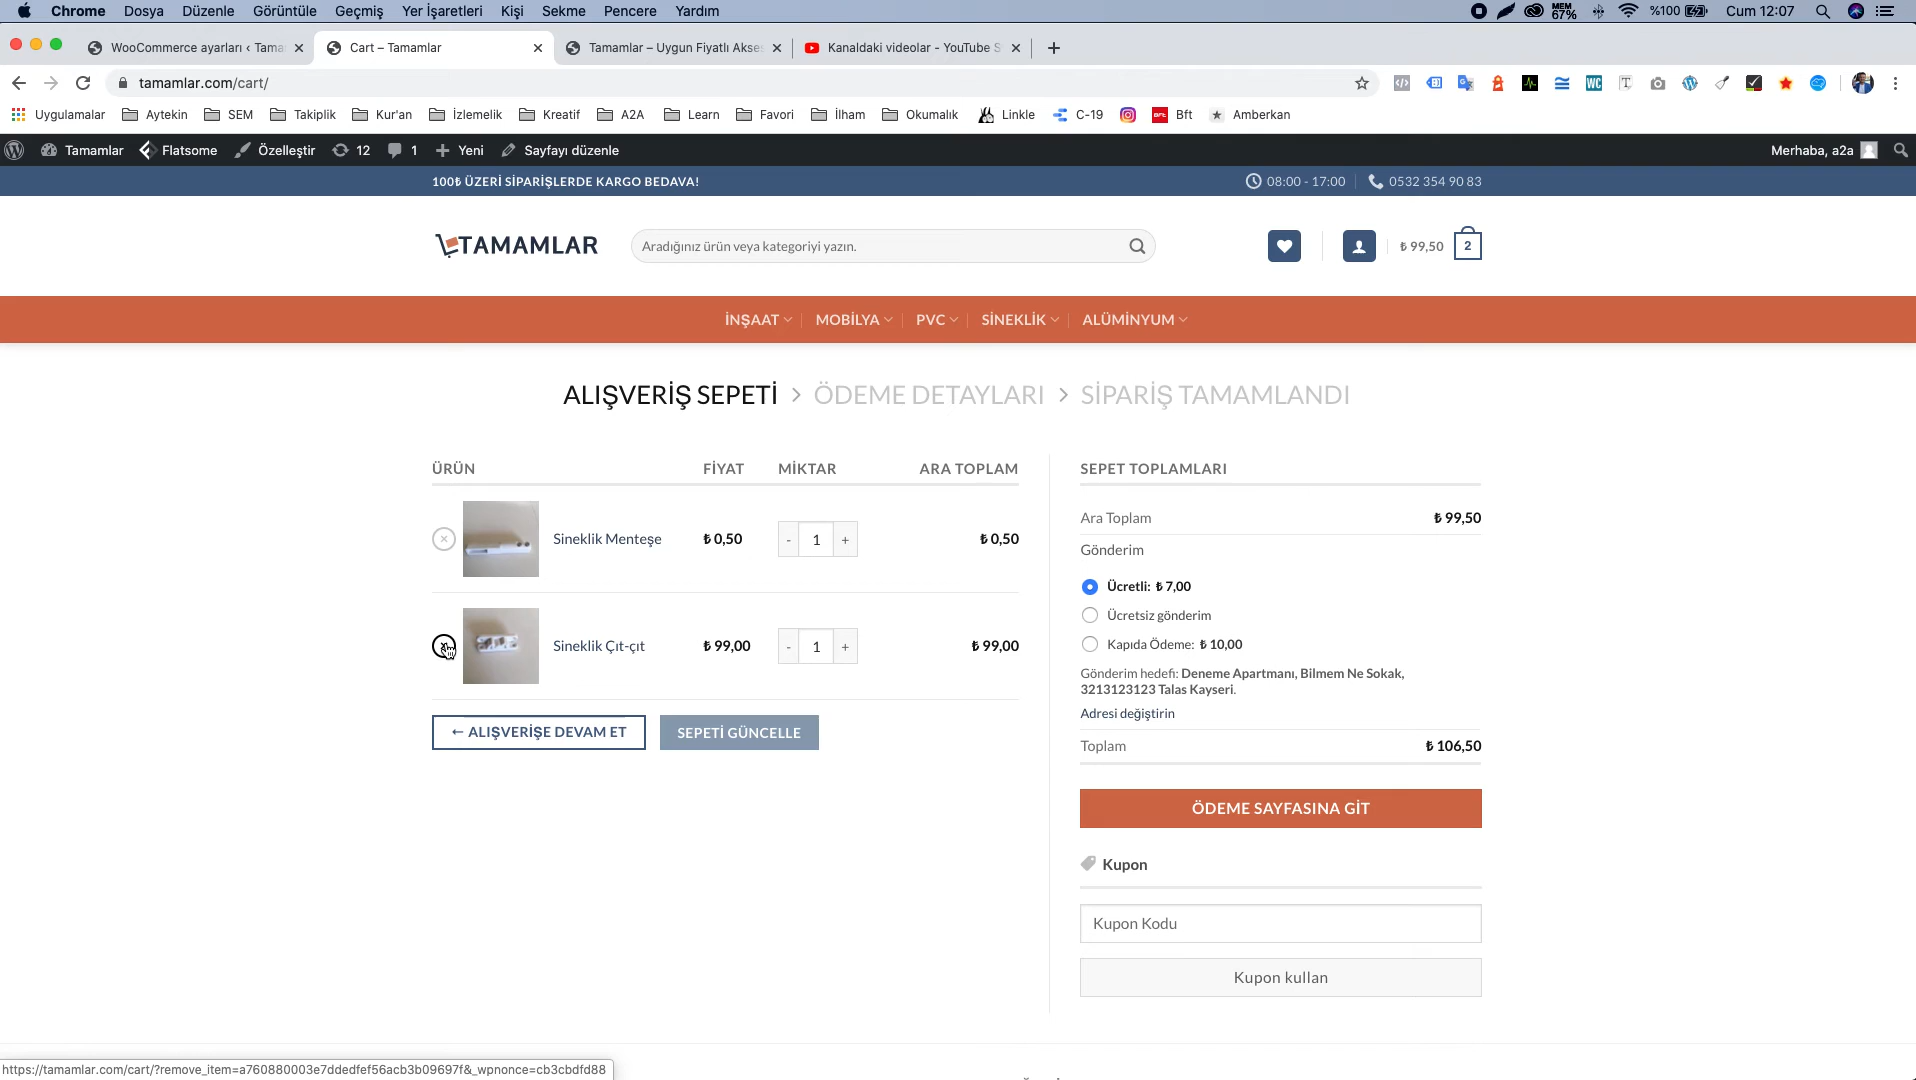 Chrome Dosya Düzenle Görüntüle Geçmiş Yer İşaretleri Kişi Sekme Pencere Yardım MEM 67% %100 Cum 12:07
WooCommerce ayarları ‹ Tama Cart – Tamamlar Tamamlar – Uygun Fiyatlı Akse Kanaldaki videolar - YouTube S
tamamlar.com/cart/
Uygulamalar Aytekin SEM Takiplik Kur'an İzlemelik Kreatif A2A Learn Favori İlham Okumalık Linkle C-19 Bft Amberkan
Tamamlar Flatsome Özelleştir 12 1 Yeni Sayfayı düzenle Merhaba, a2a
100₺ ÜZERİ SİPARİŞLERDE KARGO BEDAVA! 08:00 - 17:00 0532 354 90 83
TAMAMLAR Aradığınız ürün veya kategoriyi yazın. ₺ 99,50 2
İNŞAAT MOBİLYA PVC SİNEKLİK ALÜMİNYUM
ALIŞVERİŞ SEPETİ > ÖDEME DETAYLARI > SİPARİŞ TAMAMLANDI
ÜRÜN FİYAT MİKTAR ARA TOPLAM
Sineklik Menteşe ₺ 0,50 - 1 + ₺ 0,50
Sineklik Çıt-çıt ₺ 99,00 - 1 + ₺ 99,00
← ALIŞVERİŞE DEVAM ET SEPETİ GÜNCELLE
SEPET TOPLAMLARI
Ara Toplam ₺ 99,50
Gönderim
Ücretli: ₺ 7,00
Ücretsiz gönderim
Kapıda Ödeme: ₺ 10,00
Gönderim hedefi: Deneme Apartmanı, Bilmem Ne Sokak,
3213123123 Talas Kayseri.
Adresi değiştirin
Toplam ₺ 106,50
ÖDEME SAYFASINA GİT
Kupon
Kupon Kodu
Kupon kullan
https://tamamlar.com/cart/?remove_item=a760880003e7ddedfef56acb3b09697f&_wpnonce=cb3cbdfd88